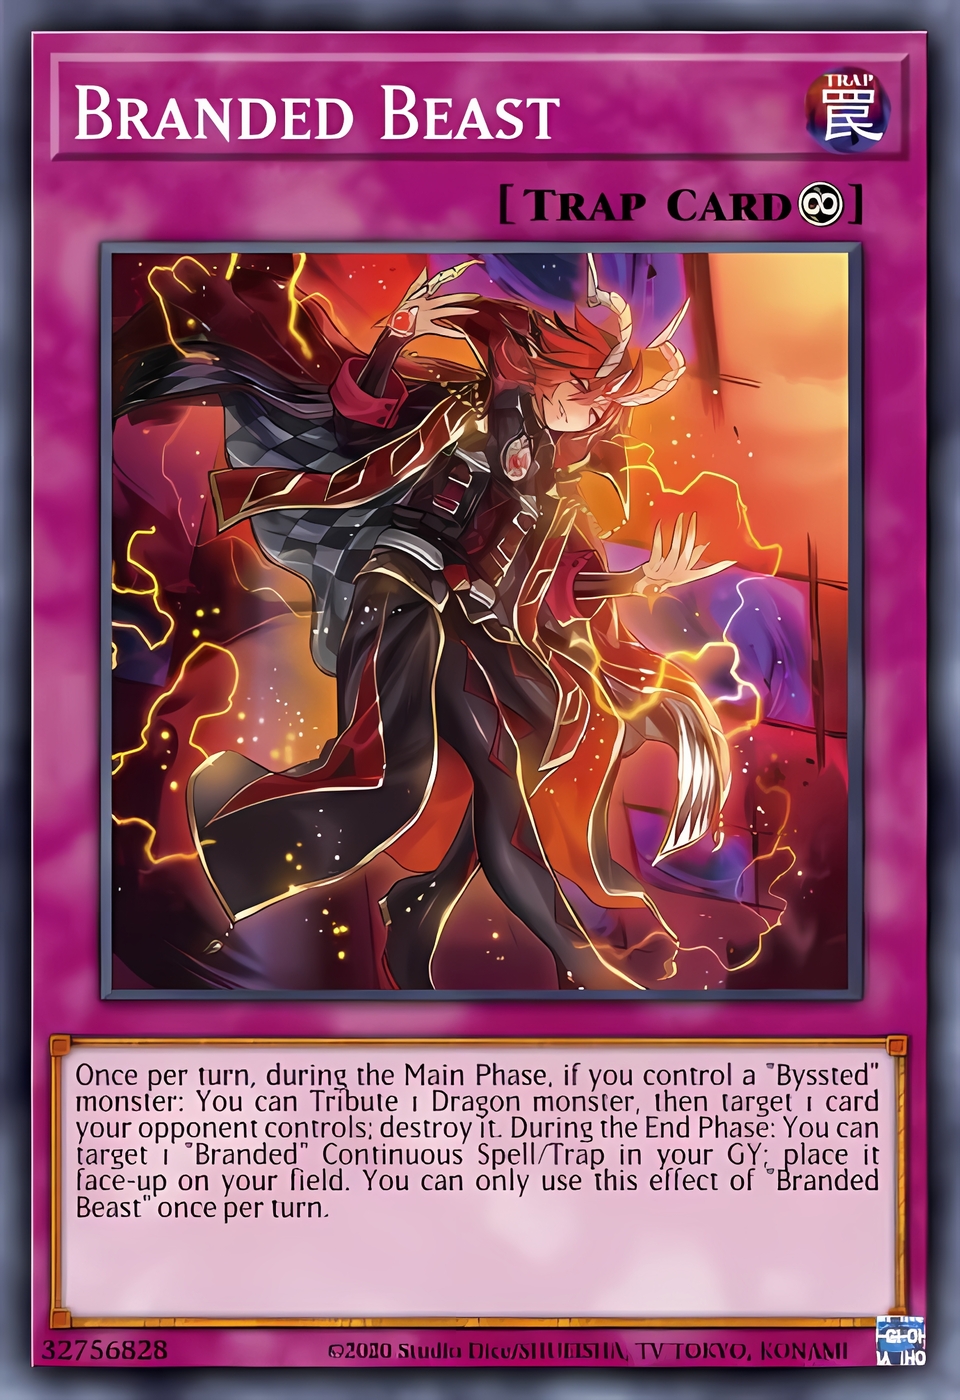 BRANDED BEAST
TRAP
罠
[TRAP CARD]
Once per turn, during the Main Phase, if you control a "Byssted"
monster: You can Tribute 1 Dragon monster, then target 1 card
your opponent controls; destroy it. During the End Phase: You can
target 1 "Branded" Continuous Spell/Trap in your GY; place it
face-up on your field. You can only use this effect of "Branded
Beast" once per turn.
32756828 ©2020 Studio Dice/SHUEISHA, TV TOKYO, KONAMI